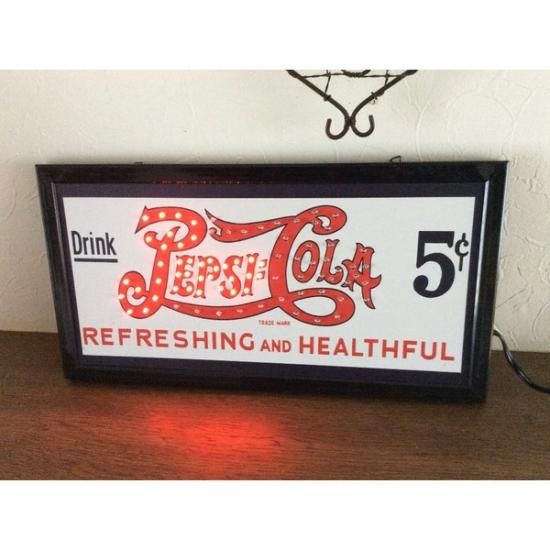 Drink PEPSI-COLA 5¢
TRADE MARK
REFRESHING AND HEALTHFUL